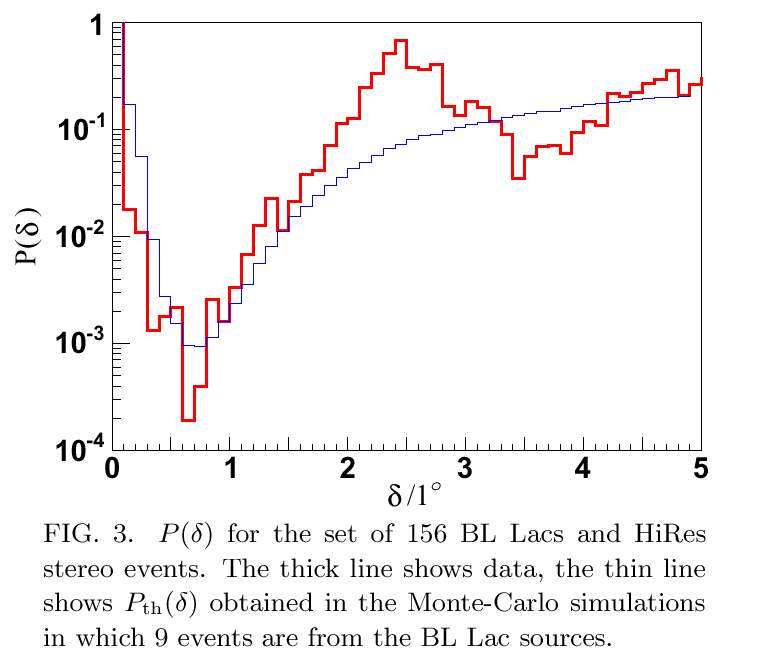 1
10-1
10-2
10-3
10-4
P(δ)
0 1 2 3 4 5
δ/1°
FIG. 3. P(δ) for the set of 156 BL Lacs and HiRes
stereo events. The thick line shows data, the thin line
shows Pth(δ) obtained in the Monte-Carlo simulations
in which 9 events are from the BL Lac sources.